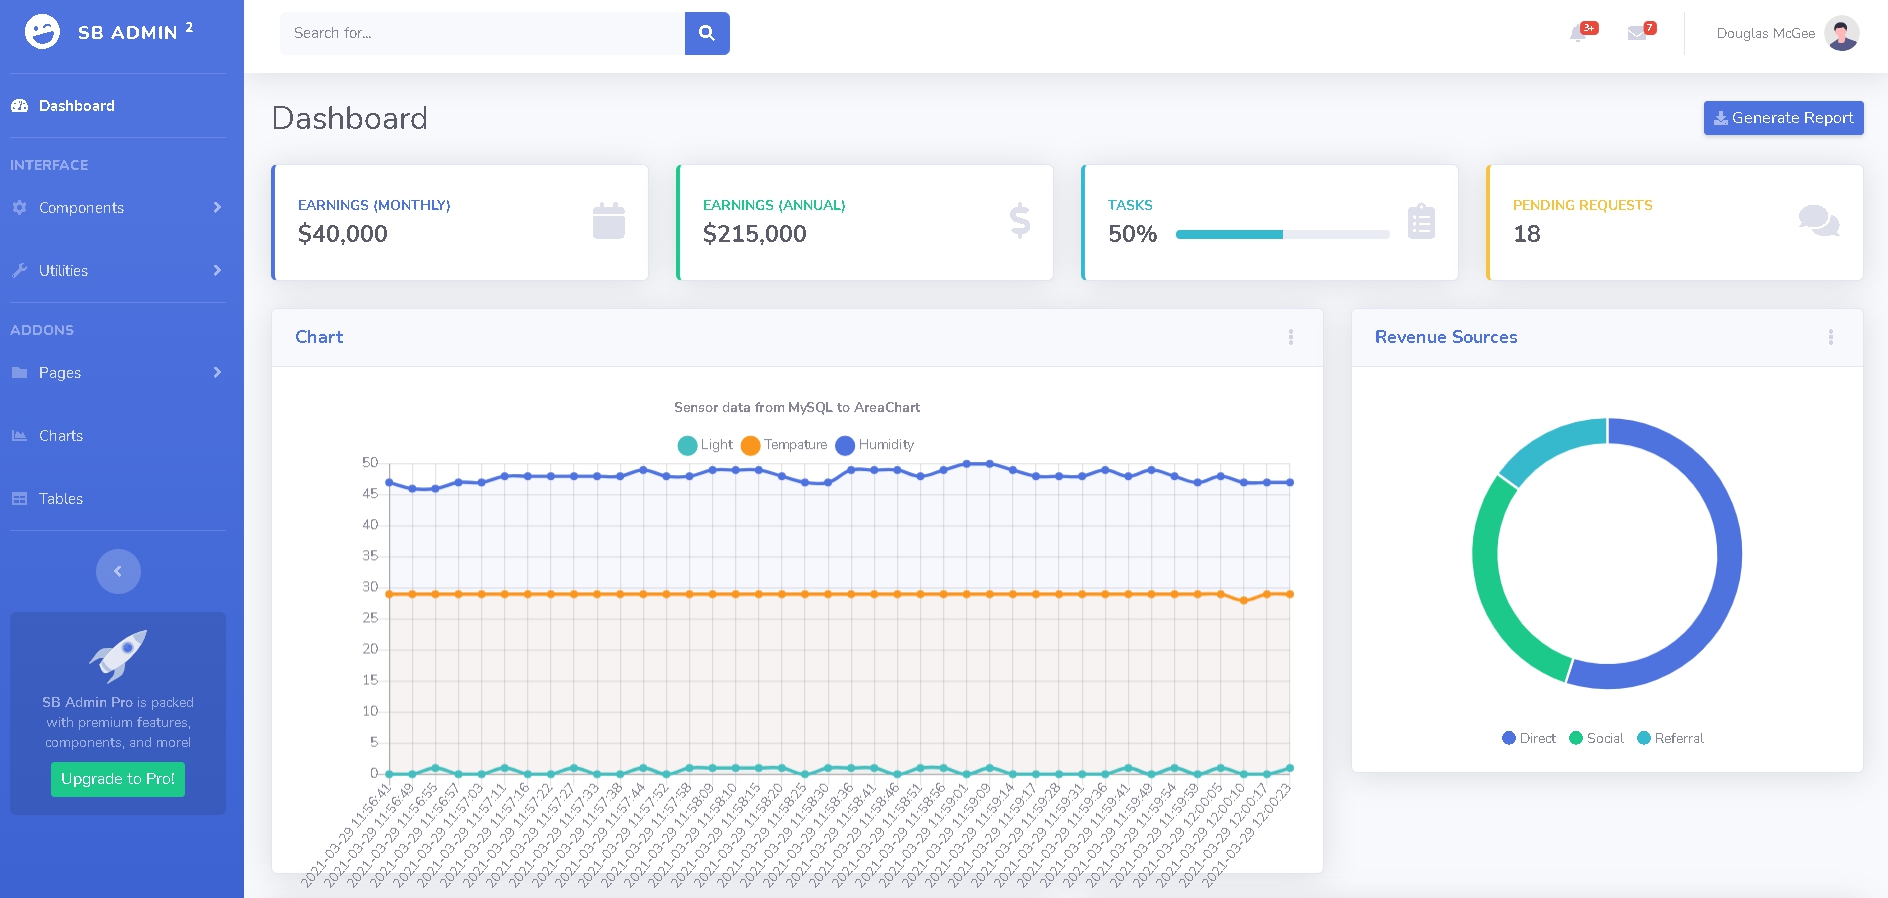 SB ADMIN 2
Search for...
3+
7
Douglas McGee
Dashboard
INTERFACE
Components
Utilities
ADDONS
Pages
Charts
Tables
SB Admin Pro is packed
with premium features,
components, and more!
Upgrade to Pro!
Dashboard
Generate Report
EARNINGS (MONTHLY)
$40,000
EARNINGS (ANNUAL)
$215,000
TASKS
50%
PENDING REQUESTS
18
Chart
Sensor data from MySQL to AreaChart
Light Tempature Humidity
50
45
40
35
30
25
20
15
10
5
0
2021-03-29 11:56:41
2021-03-29 11:56:49
2021-03-29 11:56:55
2021-03-29 11:56:57
2021-03-29 11:57:03
2021-03-29 11:57:11
2021-03-29 11:57:16
2021-03-29 11:57:22
2021-03-29 11:57:27
2021-03-29 11:57:33
2021-03-29 11:57:38
2021-03-29 11:57:44
2021-03-29 11:57:52
2021-03-29 11:57:58
2021-03-29 11:58:09
2021-03-29 11:58:10
2021-03-29 11:58:15
2021-03-29 11:58:20
2021-03-29 11:58:25
2021-03-29 11:58:30
2021-03-29 11:58:36
2021-03-29 11:58:41
2021-03-29 11:58:46
2021-03-29 11:58:51
2021-03-29 11:58:56
2021-03-29 11:59:01
2021-03-29 11:59:09
2021-03-29 11:59:14
2021-03-29 11:59:17
2021-03-29 11:59:28
2021-03-29 11:59:31
2021-03-29 11:59:36
2021-03-29 11:59:41
2021-03-29 11:59:49
2021-03-29 11:59:54
2021-03-29 11:59:59
2021-03-29 12:00:05
2021-03-29 12:00:10
2021-03-29 12:00:17
2021-03-29 12:00:23
Revenue Sources
Direct Social Referral